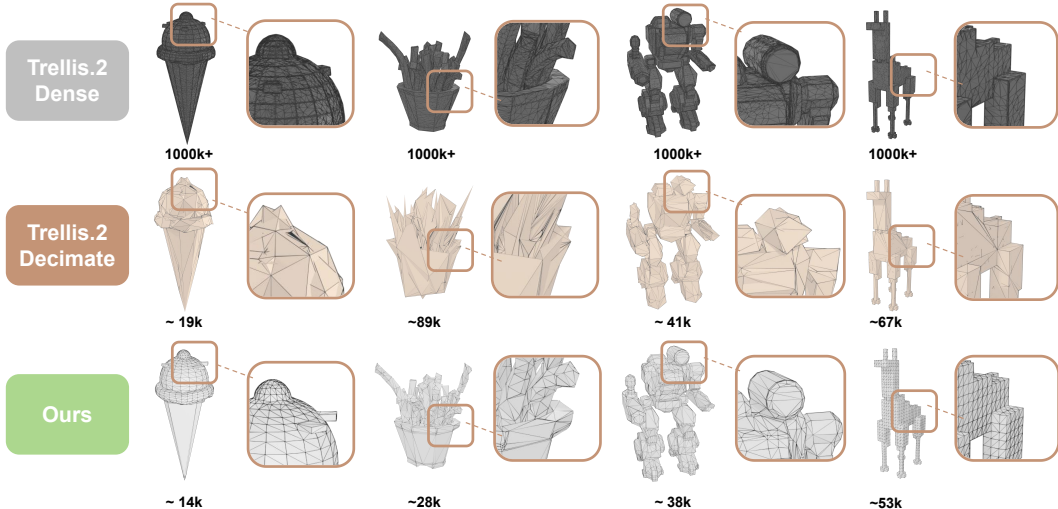 Trellis.2
Dense
1000k+
1000k+
1000k+
1000k+
Trellis.2
Decimate
~ 19k
~89k
~ 41k
~67k
Ours
~ 14k
~28k
~ 38k
~53k